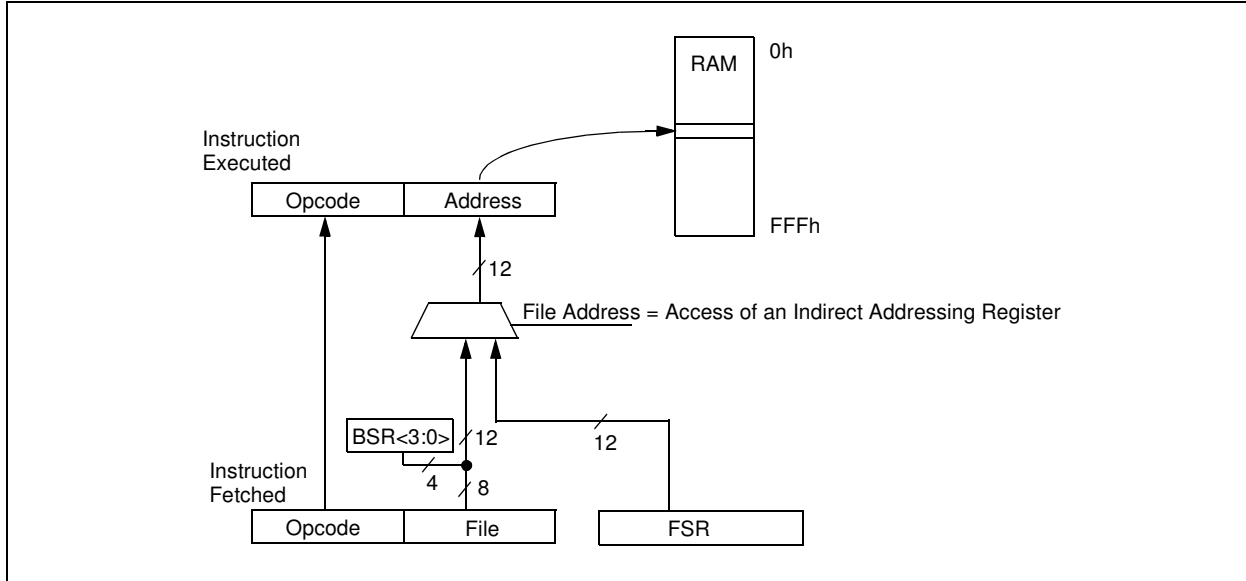 RAM
0h
Instruction
Executed
Opcode
Address
FFFh
12
File Address = Access of an Indirect Addressing Register
BSR<3:0>
12
12
4
8
Instruction
Fetched
Opcode
File
FSR